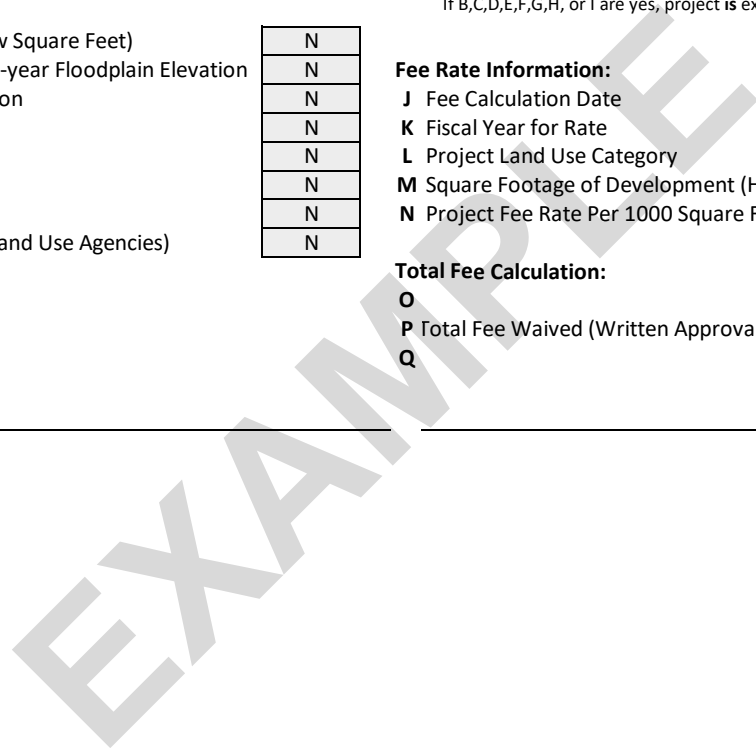 If B,C,D,E,F,G,H, or I are yes, project is ex
w Square Feet) N
-year Floodplain Elevation N
on N
N
N
N
N
and Use Agencies) N
Fee Rate Information:
J Fee Calculation Date
K Fiscal Year for Rate
L Project Land Use Category
M Square Footage of Development (H
N Project Fee Rate Per 1000 Square F
Total Fee Calculation:
O
P Total Fee Waived (Written Approva
Q
EXAMPLE